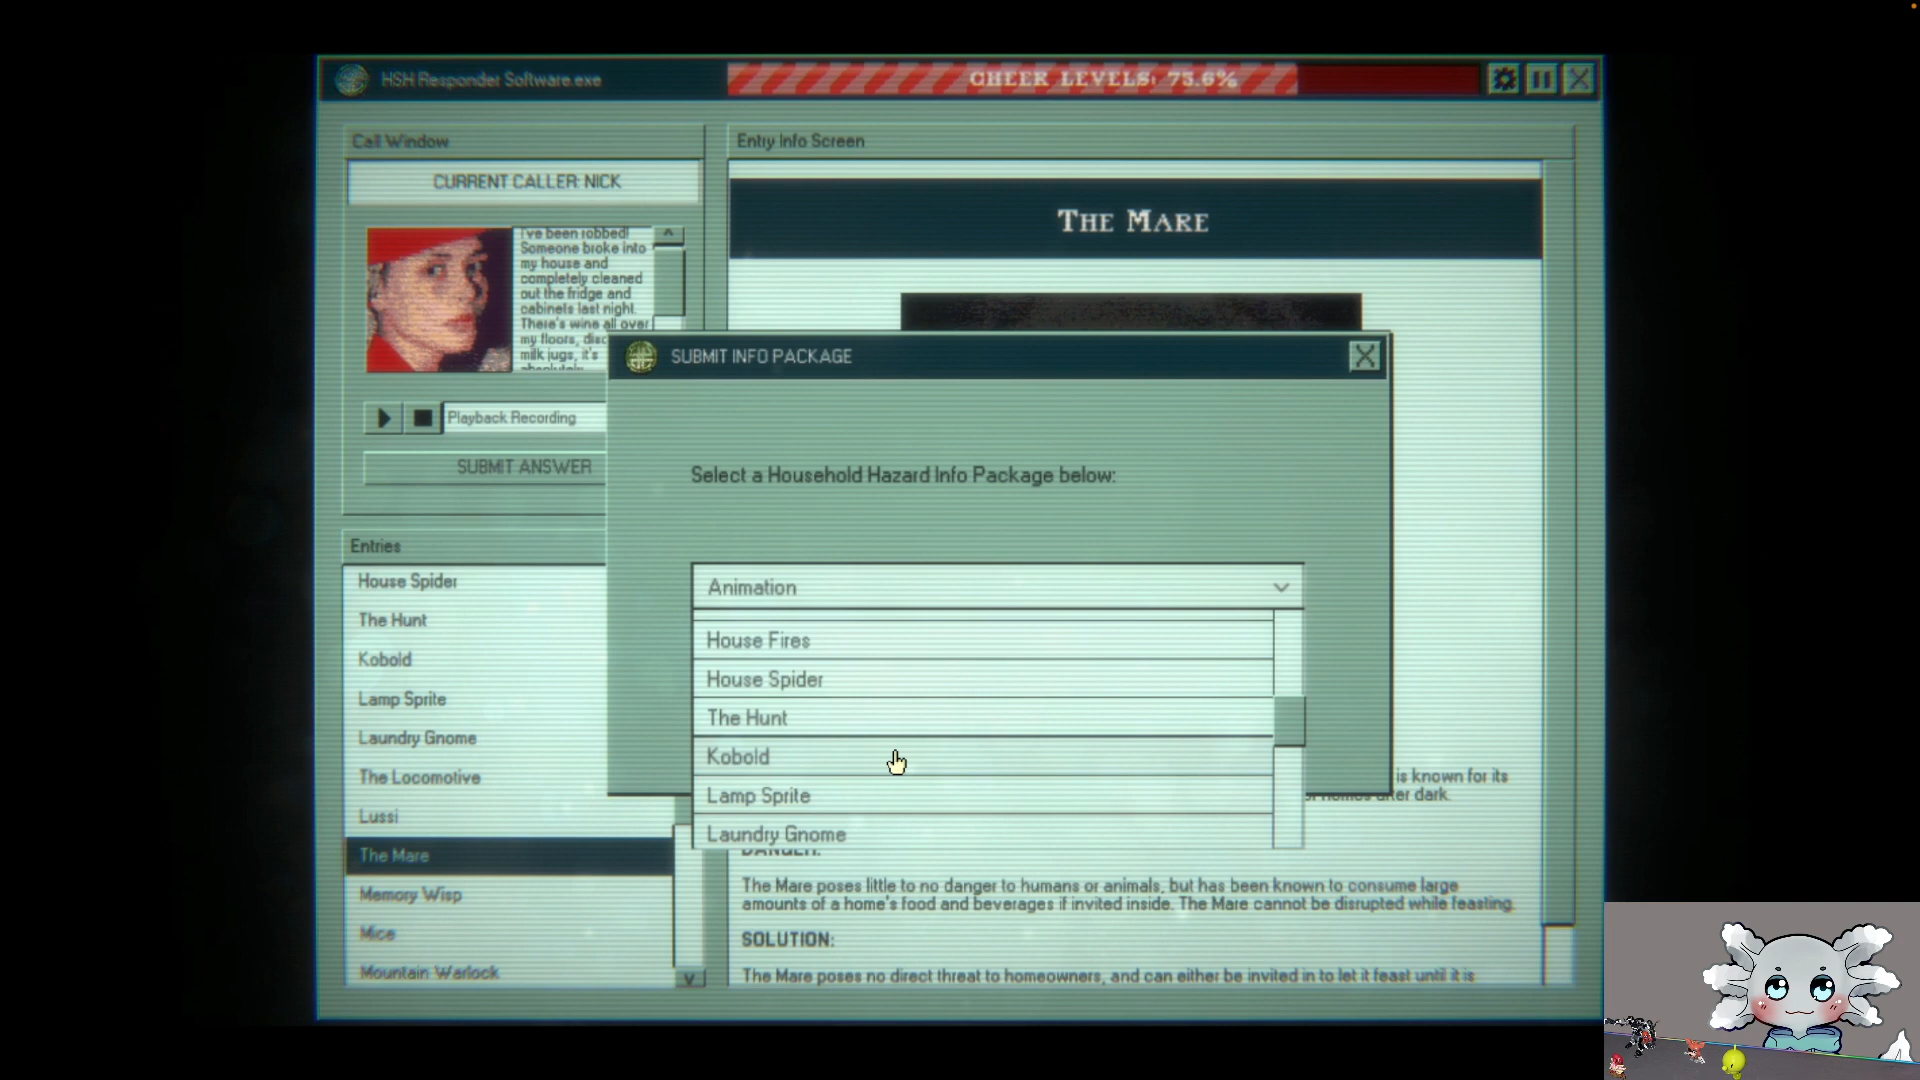 HSH Responder Software.exe
CHEER LEVELS: 75.6%
Call Window
CURRENT CALLER: NICK
I've been robbed!
Someone broke into
my house and
completely cleaned
out the fridge and
cabinets last night.
There's wine all over
my floors,
milk jugs, it's
absolutely
Playback Recording
SUBMIT ANSWER
Entries
House Spider
The Hunt
Kobold
Lamp Sprite
Laundry Gnome
The Locomotive
Lussi
The Mare
Memory Wisp
Mice
Mountain Warlock
Entry Info Screen
THE MARE
SUBMIT INFO PACKAGE
Select a Household Hazard Info Package below:
Animation
House Fires
House Spider
The Hunt
Kobold
Lamp Sprite
Laundry Gnome
is known for its
or homes after dark.
DANGER:
The Mare poses little to no danger to humans or animals, but has been known to consume large
amounts of a home's food and beverages if invited inside. The Mare cannot be disrupted while feasting.
SOLUTION:
The Mare poses no direct threat to homeowners, and can either be invited in to let it feast until it is